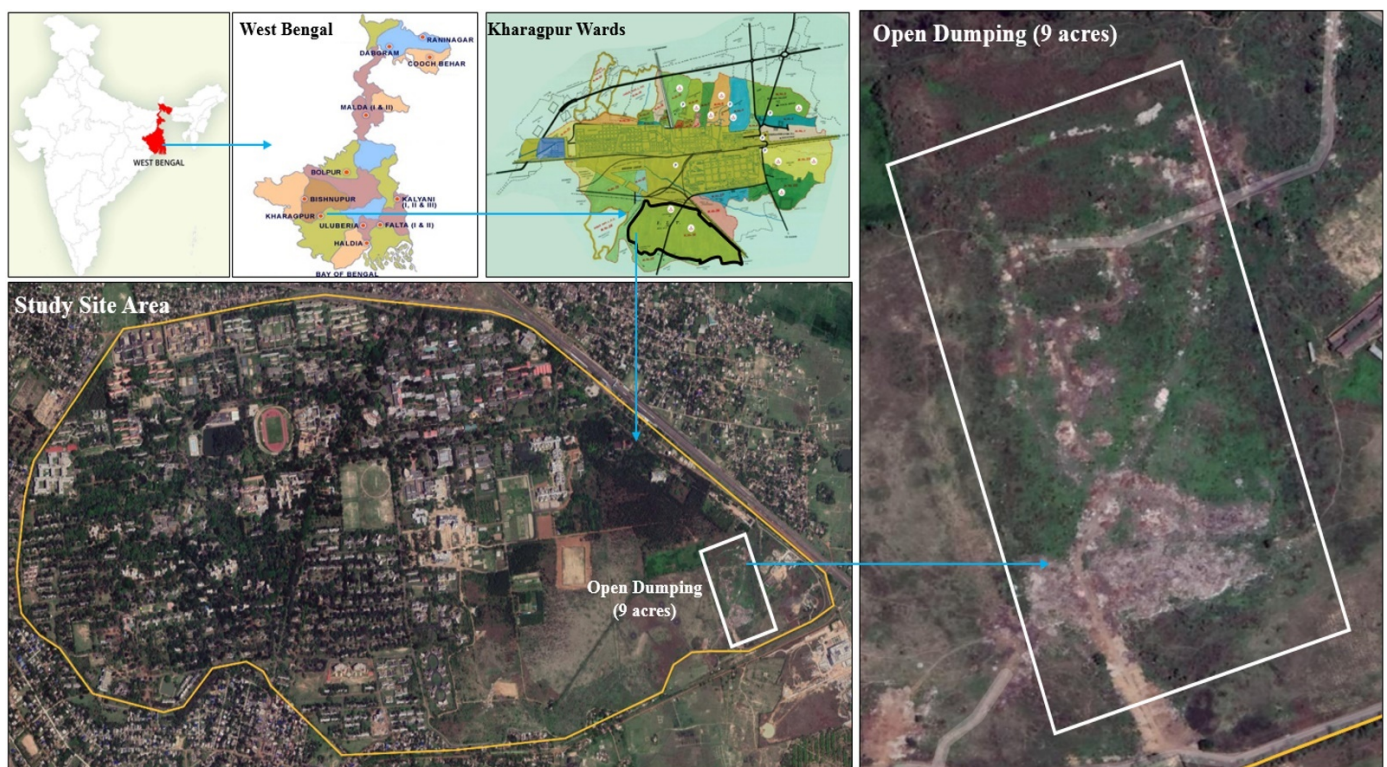 WEST BENGAL
West Bengal
RANINAGAR
DABGRAM
COOCH BEHAR
MALDA (I & II)
BOLPUR
BISHNUPUR
KALYANI
(I, II & III)
KHARAGPUR
ULUBERIA
FALTA (I & II)
HALDIA
BAY OF BENGAL
Kharagpur Wards
Open Dumping (9 acres)
Study Site Area
Open Dumping
(9 acres)